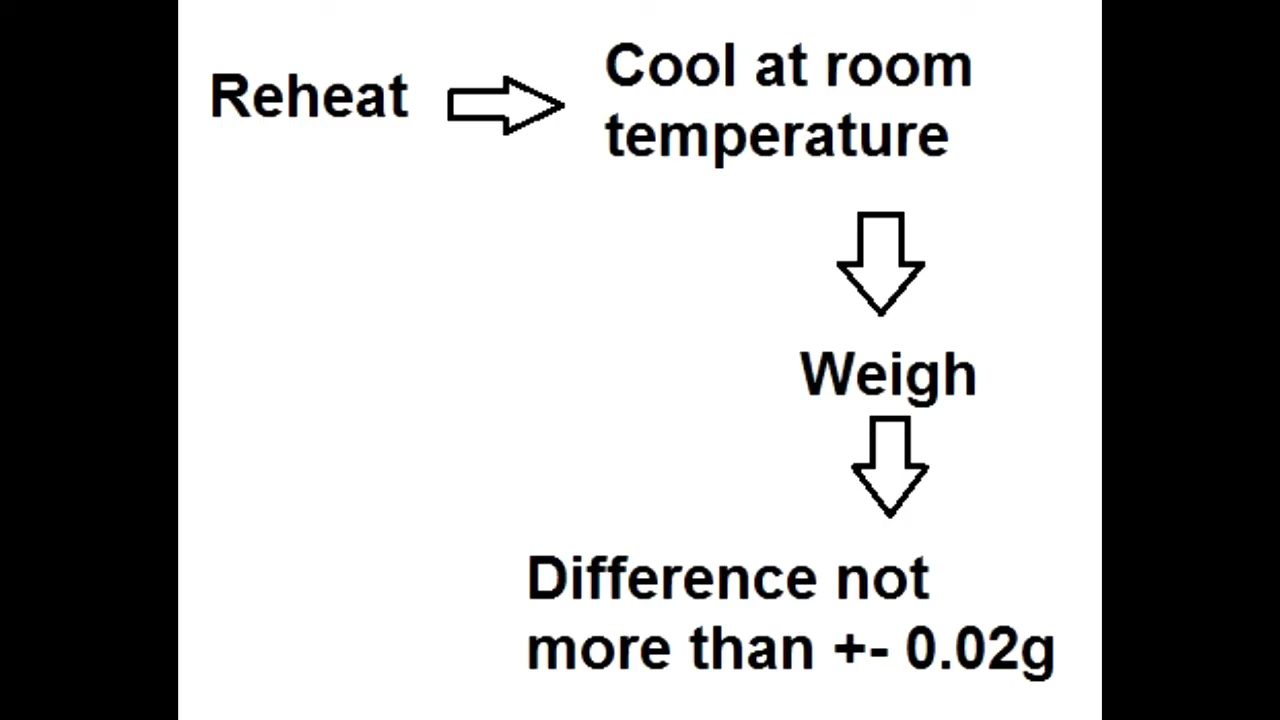 Reheat
Cool at room
temperature
Weigh
Difference not
more than +- 0.02g